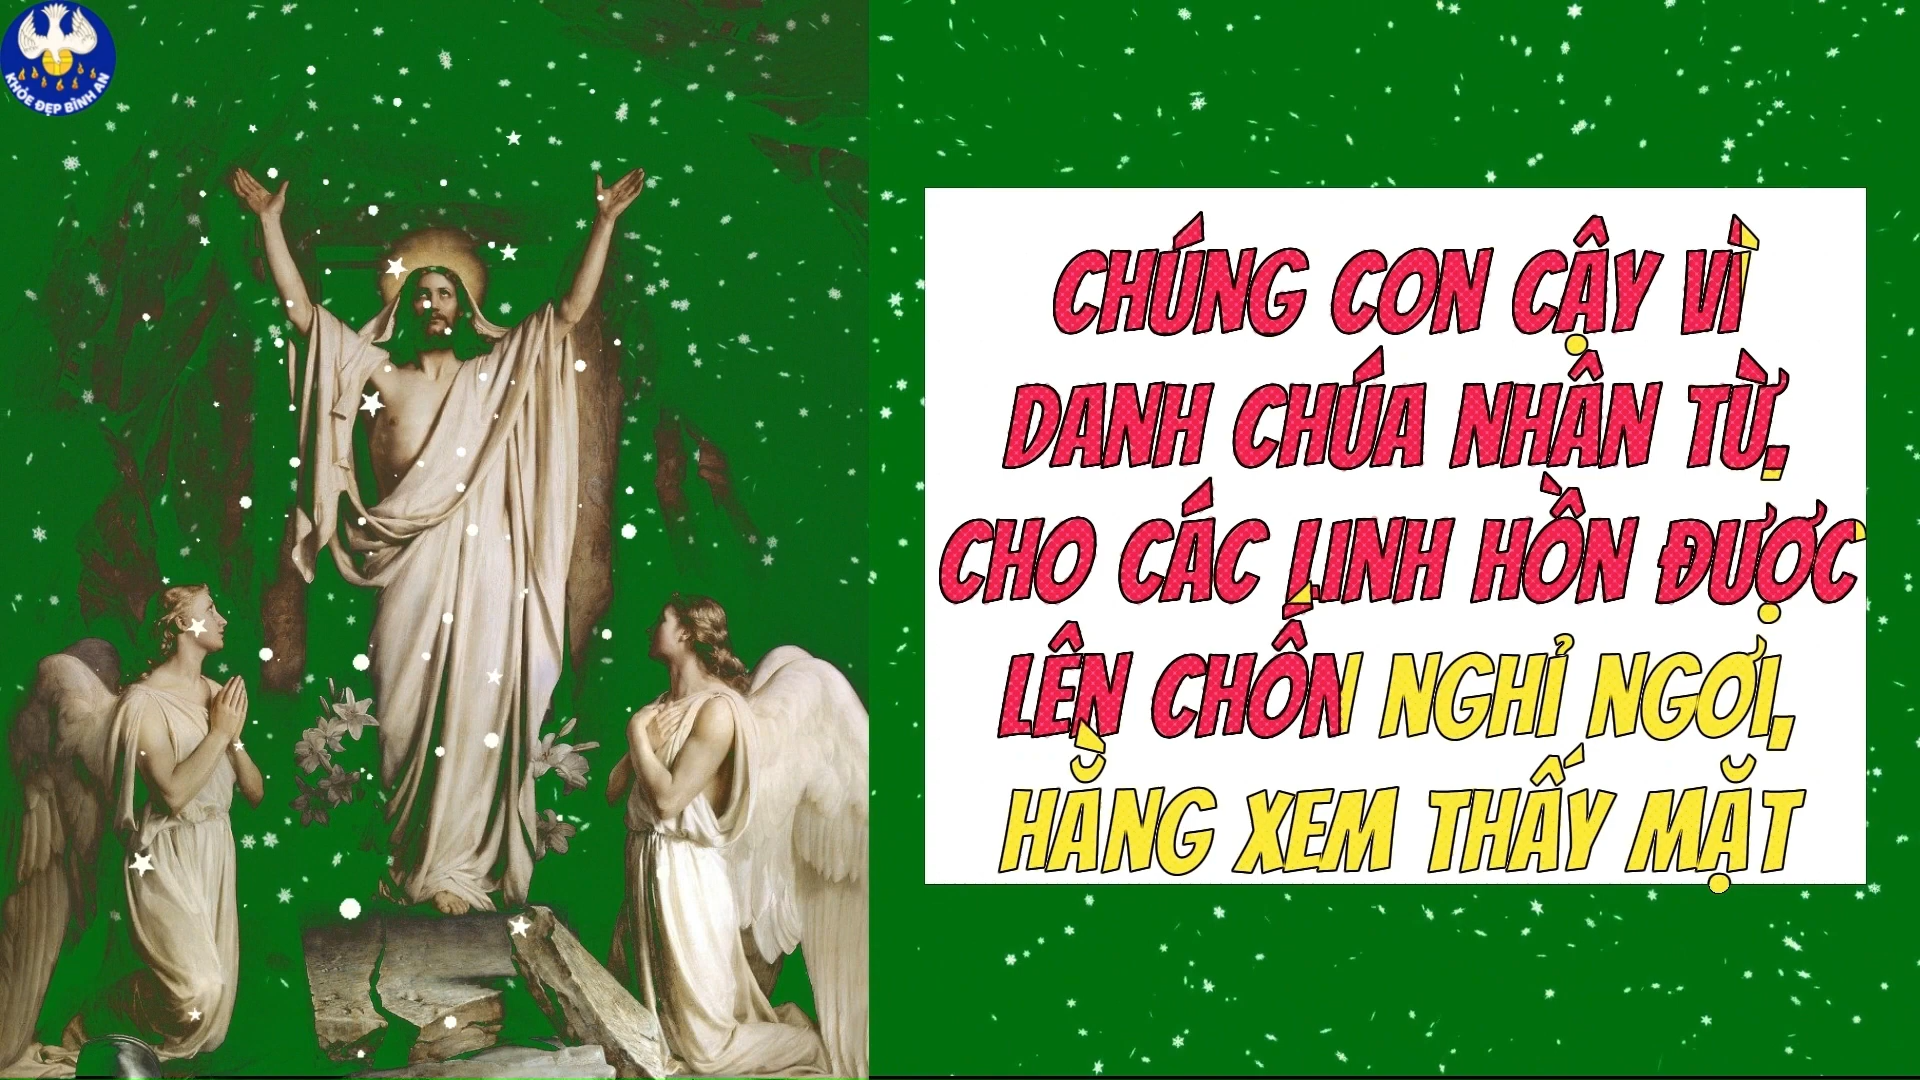 KHỎE ĐẸP BÌNH AN
CHÚNG CON CẬY VÌ
DANH CHÚA NHÂN TỪ,
CHO CÁC LINH HỒN ĐƯỢC
LÊN CHỐN NGHỈ NGƠI,
HẰNG XEM THẤY MẶT